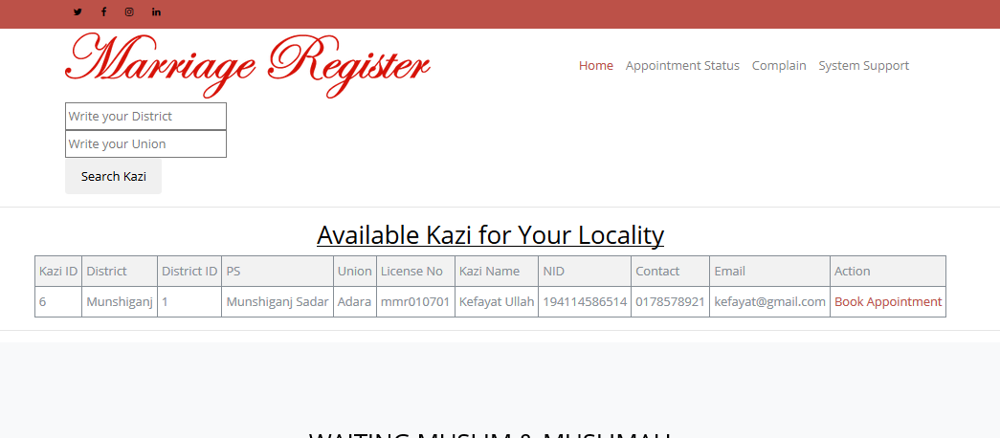 Marriage Register
Home Appointment Status Complain System Support
Write your District
Write your Union
Search Kazi
Available Kazi for Your Locality
Kazi ID District District ID PS Union License No Kazi Name NID Contact Email Action
6 Munshiganj 1 Munshiganj Sadar Adara mmr010701 Kefayat Ullah 194114586514 0178578921 kefayat@gmail.com Book Appointment
WAITING MUSLIM & MUSLIMAH